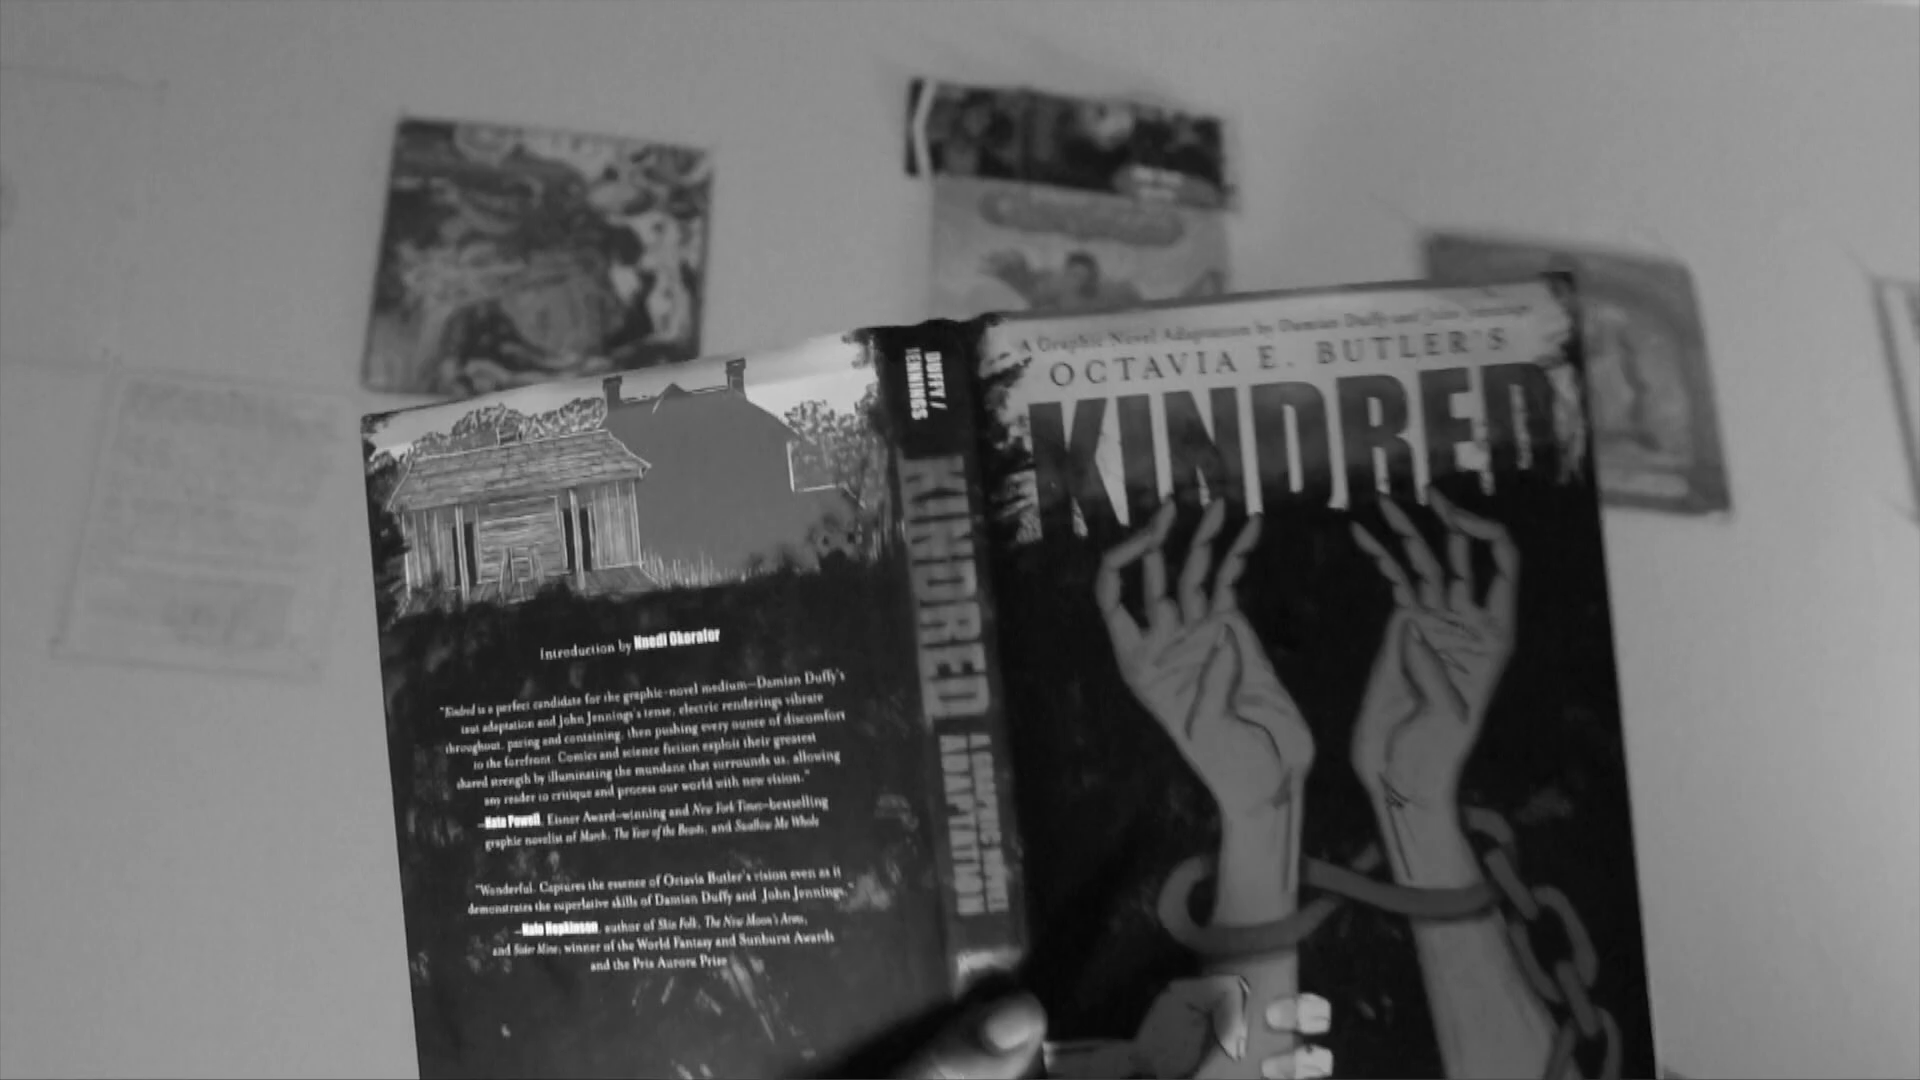 Introduction by Nnedi Okorafor
"Kindred is a perfect candidate for the graphic-novel medium—Damian Duffy's
taut adaptation and John Jennings's tense, electric renderings vibrate
throughout, pacing and containing, then pushing every ounce of discomfort
to the forefront. Comics and science fiction exploit their greatest
shared strength by illuminating the mundane that surrounds us, allowing
any reader to critique and process our world with new vision."
—Nate Powell, Eisner Award–winning and New York Times–bestselling
graphic novelist of March, The Year of the Beasts, and Swallow Me Whole
"Wonderful. Captures the essence of Octavia Butler's vision even as it
demonstrates the superlative skills of Damian Duffy and John Jennings."
—Nalo Hopkinson, author of Skin Folk, The New Moon's Arms,
and Sister Mine; winner of the World Fantasy and Sunburst Awards
and the Prix Aurora Prize
DUFFY /
JENNINGS
KINDRED
A GRAPHIC NOVEL
ADAPTATION
A Graphic Novel Adaptation by Damian Duffy and John Jennings
OCTAVIA E. BUTLER'S
KINDRED